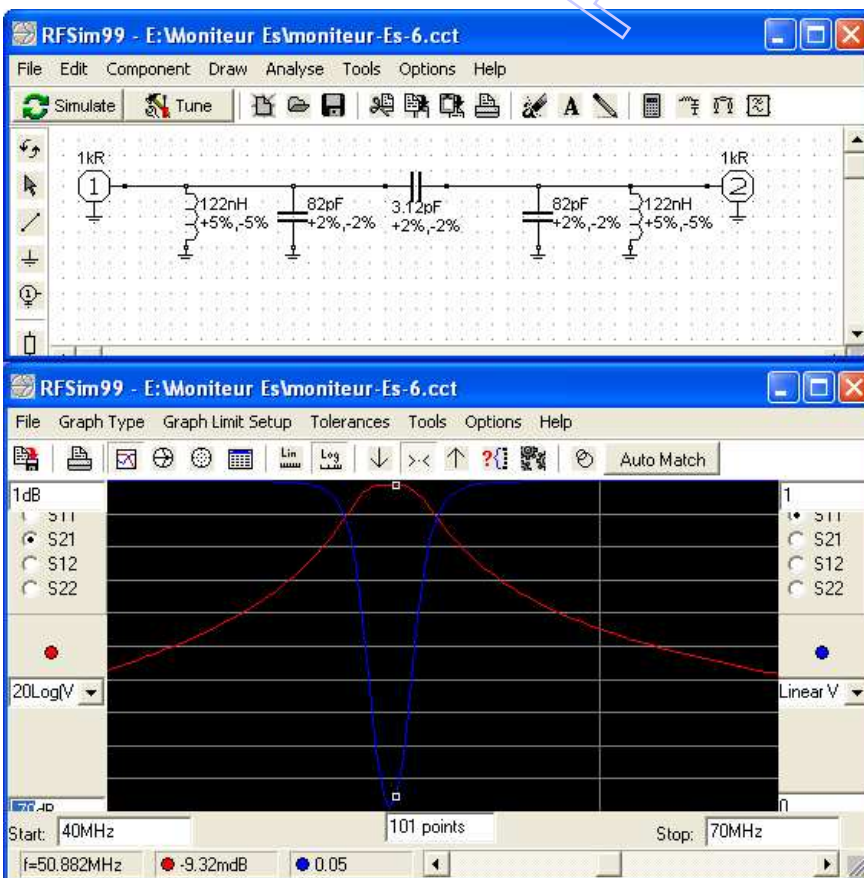 RFSim99 - E:\Moniteur Es\moniteur-Es-6.cct
File Edit Component Draw Analyse Tools Options Help
Simulate Tune A
1kR 1kR
1 2
122nH 82pF 3.12pF 82pF 122nH
+5%,-5% +2%,-2% +2%,-2% +2%,-2% +5%,-5%
RFSim99 - E:\Moniteur Es\moniteur-Es-6.cct
File Graph Type Graph Limit Setup Tolerances Tools Options Help
Lin Log ?{} Auto Match
1dB 1
S11 S11
S21 S21
S12 S12
S22 S22
20Log(V Linear V
-70dB 0
Start: 40MHz 101 points Stop: 70MHz
f=50.882MHz -9.32mdB 0.05